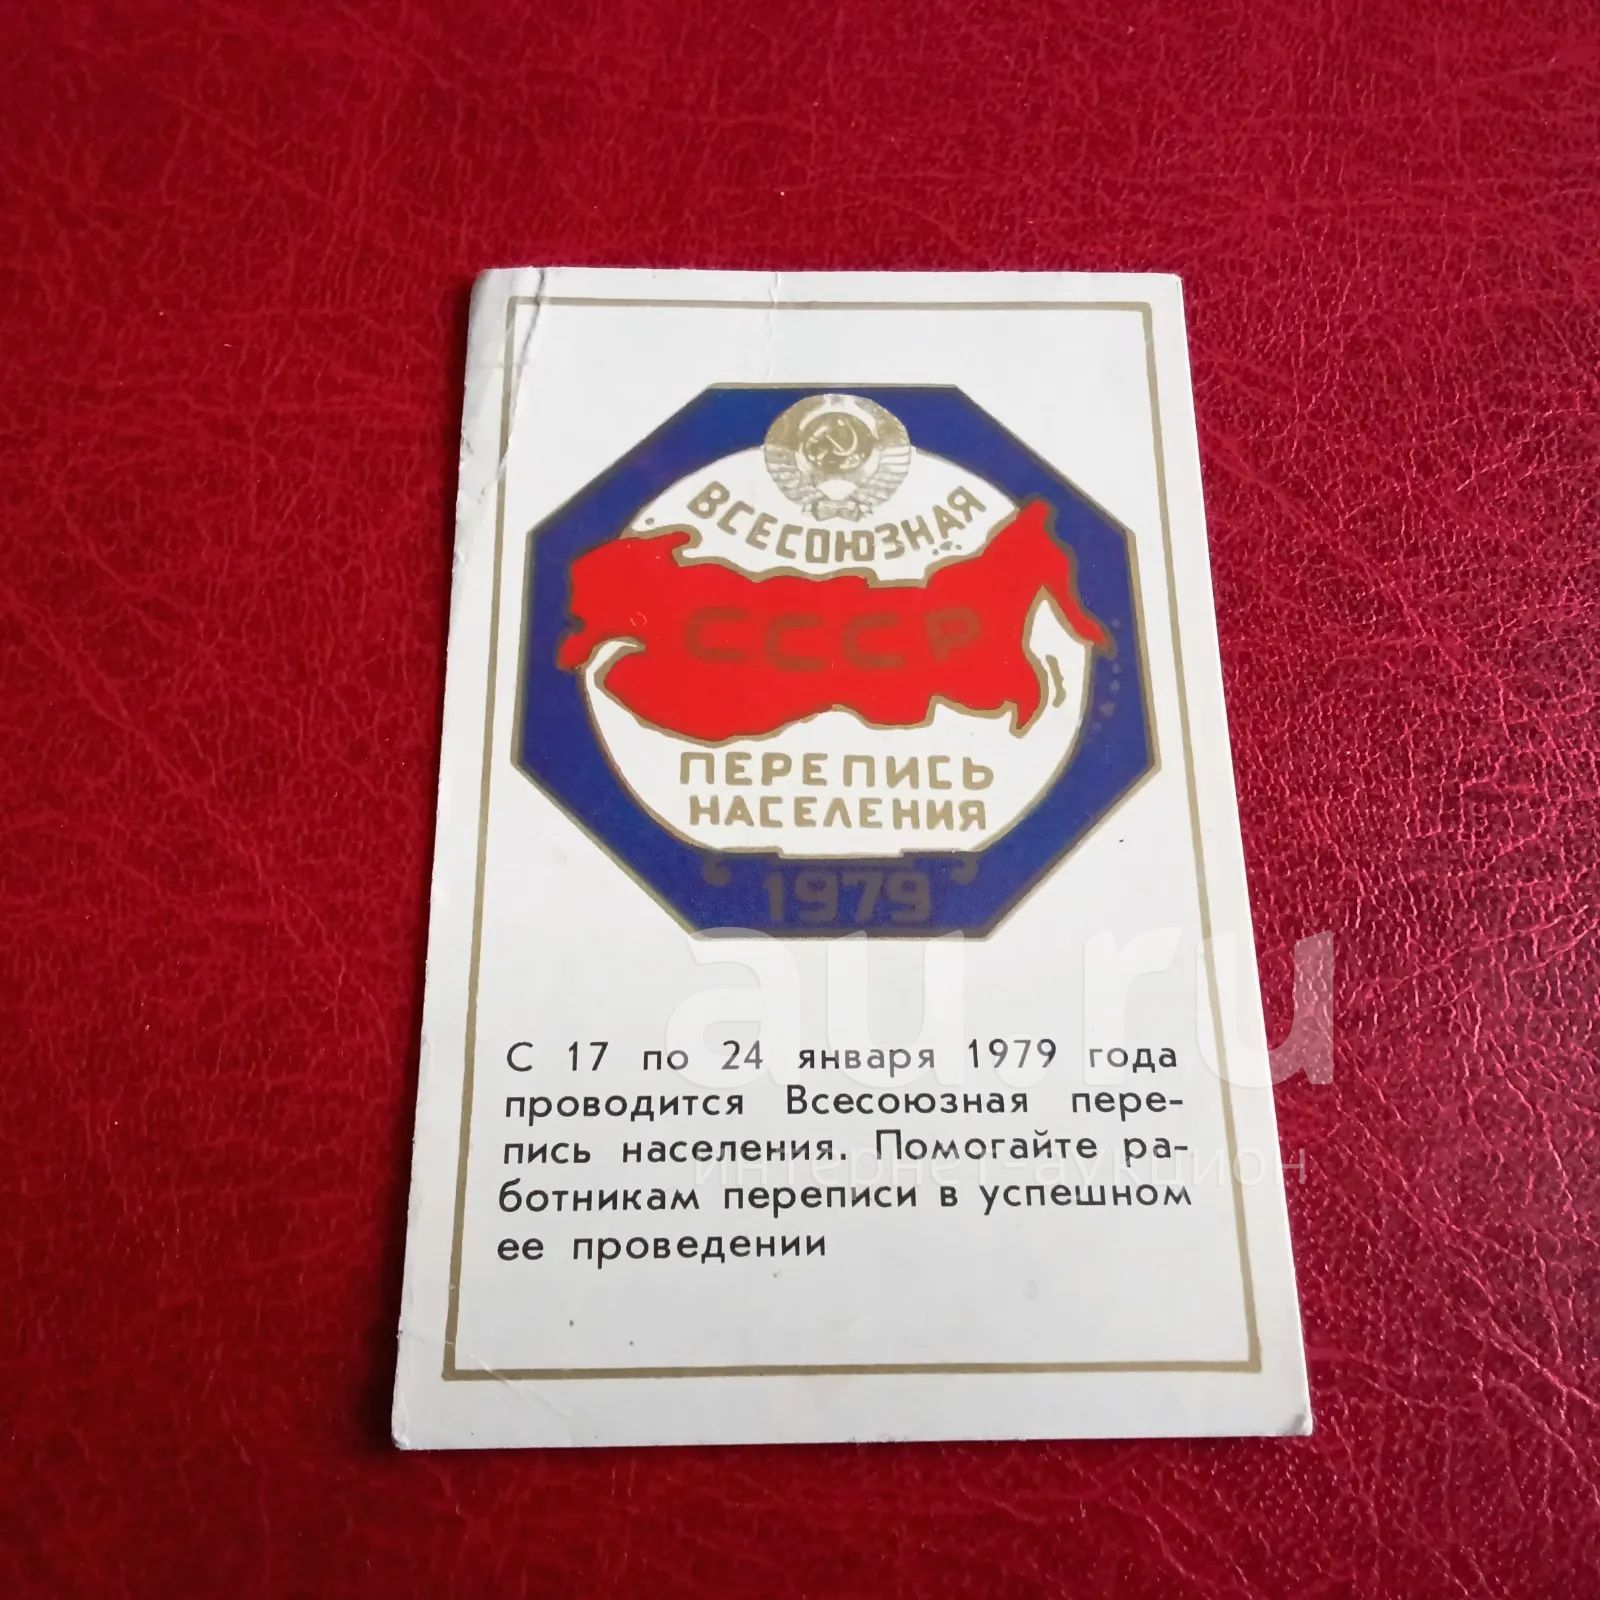 ВСЕСОЮЗНАЯ
СССР
ПЕРЕПИСЬ
НАСЕЛЕНИЯ
1979
С 17 по 24 января 1979 года
проводится Всесоюзная пере-
пись населения. Помогайте ра-
ботникам переписи в успешном
ее проведении
au.ru
интернет-аукцион